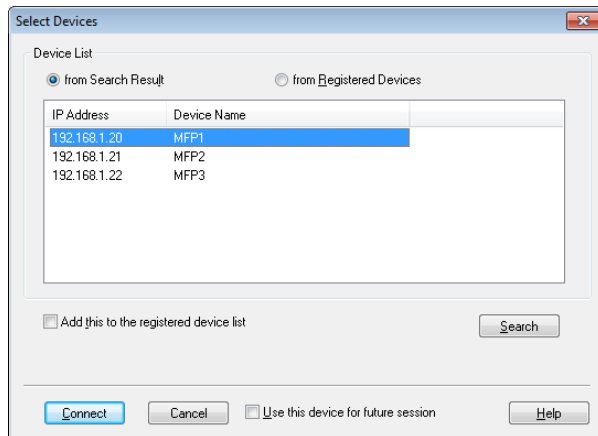 Select Devices
Device List
from Search Result from Registered Devices
IP Address Device Name
192.168.1.20 MFP1
192.168.1.21 MFP2
192.168.1.22 MFP3
Add this to the registered device list Search
Connect Cancel Use this device for future session Help